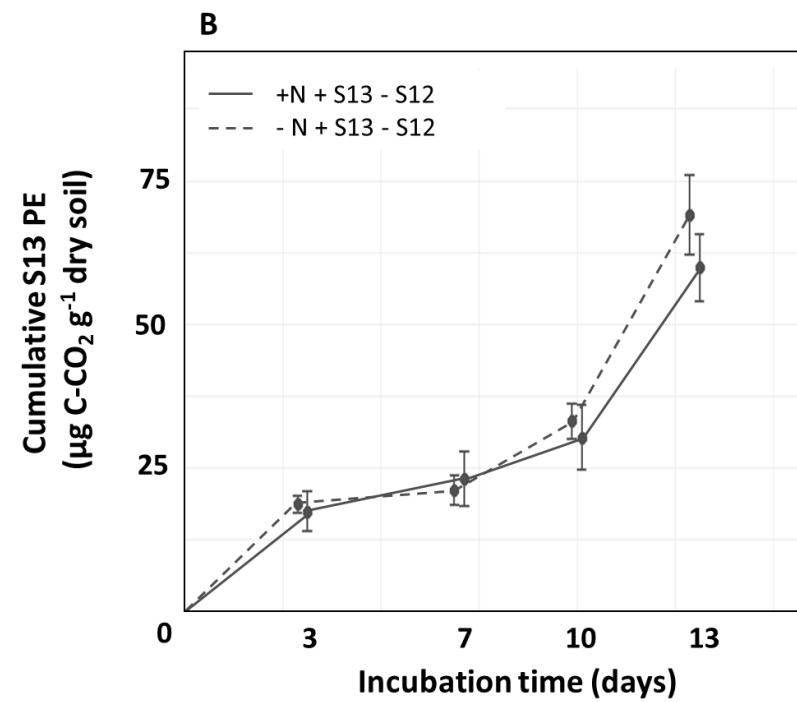 B
+N + S13 - S12
- N + S13 - S12
Cumulative S13 PE
(µg C-CO₂ g⁻¹ dry soil)
75
50
25
0
3 7 10 13
Incubation time (days)